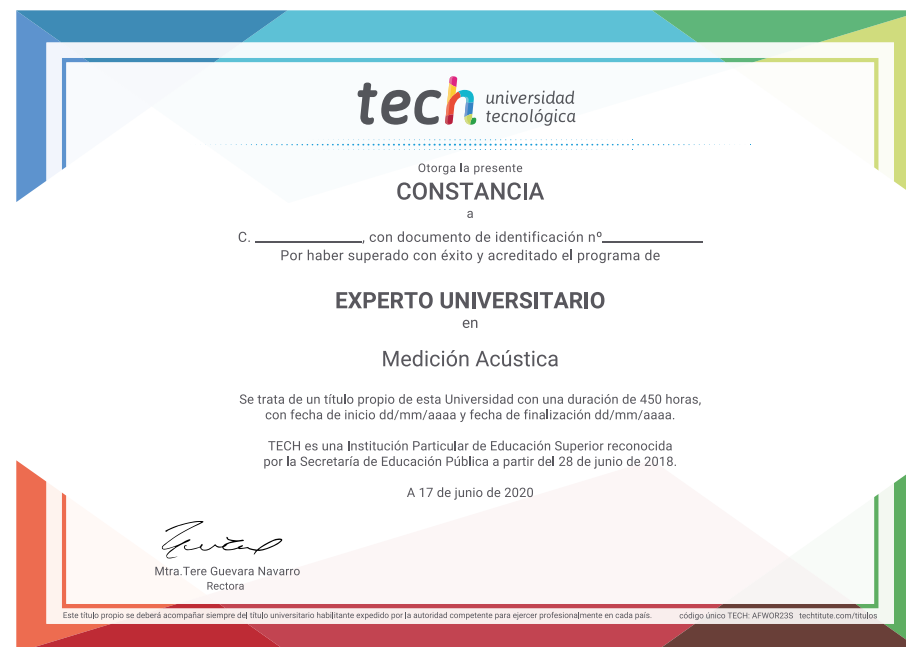 tech universidad
tecnológica
Otorga la presente
CONSTANCIA
a
C. ____________, con documento de identificación nº____________
Por haber superado con éxito y acreditado el programa de
EXPERTO UNIVERSITARIO
en
Medición Acústica
Se trata de un título propio de esta Universidad con una duración de 450 horas,
con fecha de inicio dd/mm/aaaa y fecha de finalización dd/mm/aaaa.
TECH es una Institución Particular de Educación Superior reconocida
por la Secretaría de Educación Pública a partir del 28 de junio de 2018.
A 17 de junio de 2020
Mtra.Tere Guevara Navarro
Rectora
Este título propio se deberá acompañar siempre del título universitario habilitante expedido por la autoridad competente para ejercer profesionalmente en cada país. código único TECH: AFWOR23S techtitute.com/titulos